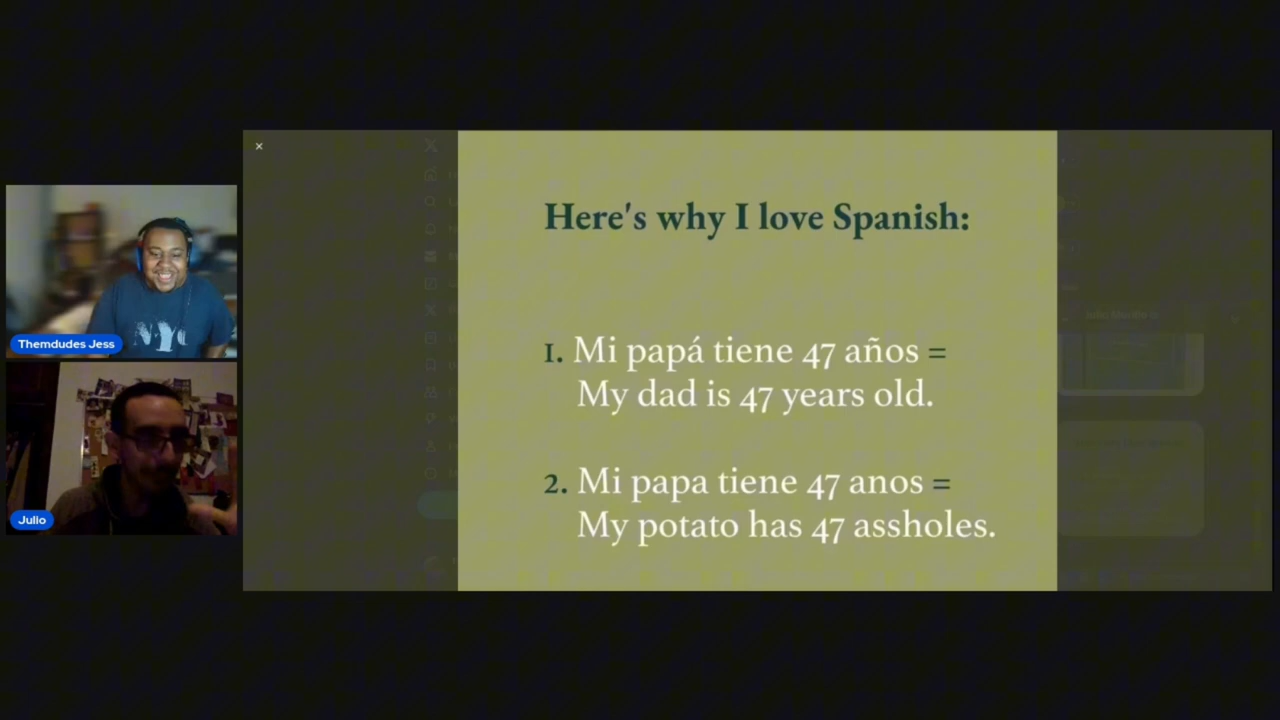 Here's why I love Spanish:
1. Mi papá tiene 47 años =
My dad is 47 years old.
2. Mi papa tiene 47 anos =
My potato has 47 assholes.
Themdudes Jess
Julio